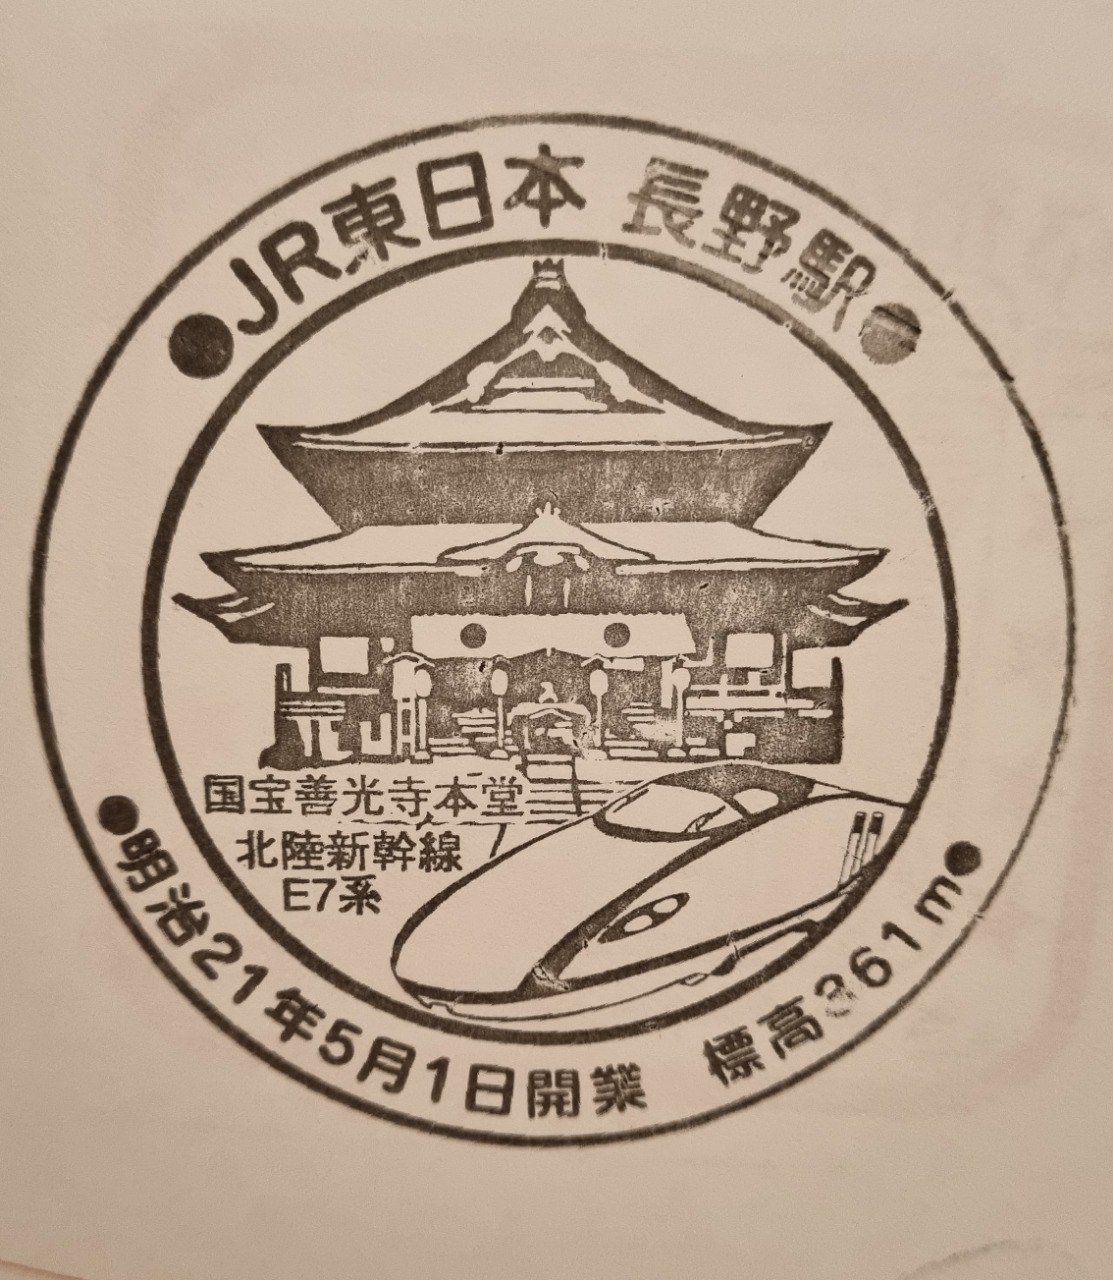 JR東日本 長野駅
国宝善光寺本堂
北陸新幹線
E7系
明治21年5月1日開業 標高361m